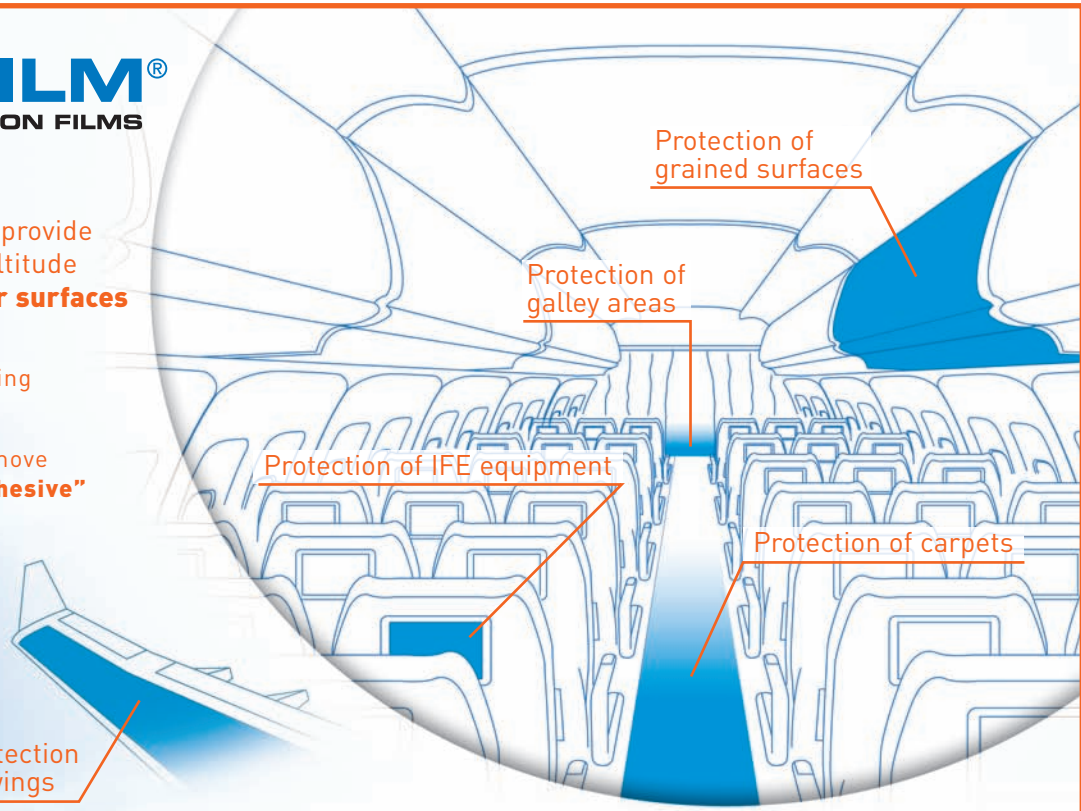 ILM®
ON FILMS
provide
ltitude
r surfaces
ing
nove
hesive”
Protection of
grained surfaces
Protection of
galley areas
Protection of IFE equipment
Protection of carpets
tection
wings